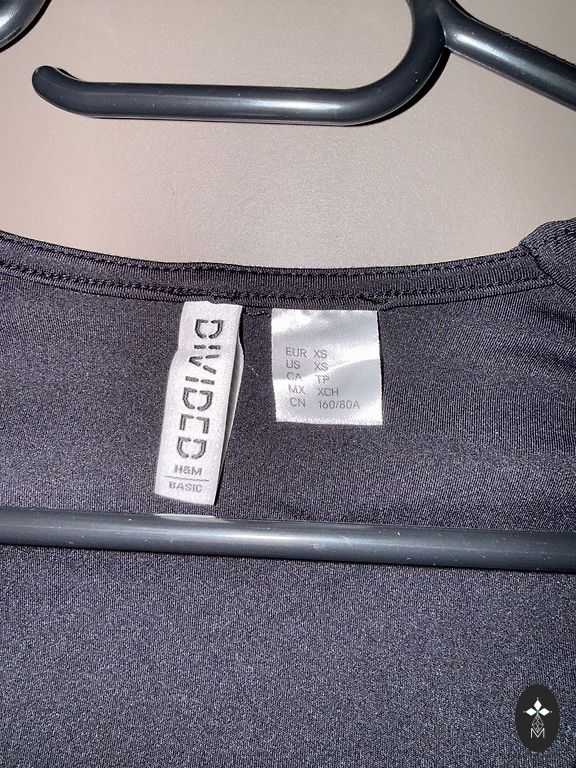 DIVIDED
H&M
BASIC
EUR XS
US XS
CA TP
MX XCH
CN 160/80A
M